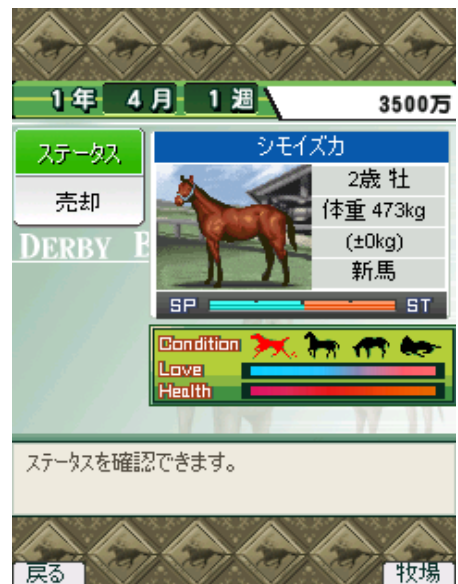 1年 4月 1週
3500万
ステータス
売却
シモイズカ
2歳 牡
体重 473kg
(±0kg)
新馬
DERBY B
SP ST
Condition
Love
Health
ステータスを確認できます。
戻る 牧場